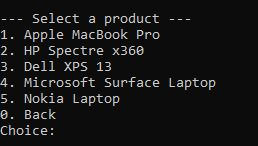 --- Select a product ---
1. Apple MacBook Pro
2. HP Spectre x360
3. Dell XPS 13
4. Microsoft Surface Laptop
5. Nokia Laptop
0. Back
Choice: